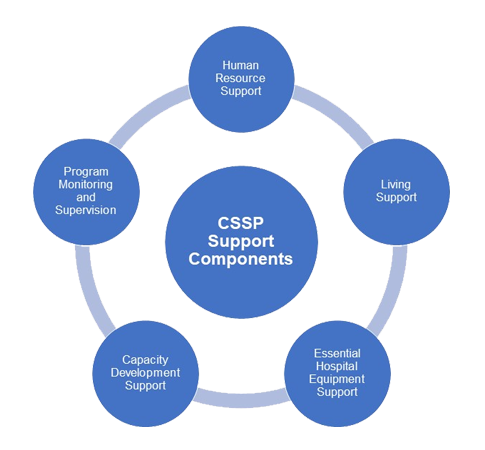 Human
Resource
Support
Living
Support
Essential
Hospital
Equipment
Support
Capacity
Development
Support
Program
Monitoring
and
Supervision
CSSP
Support
Components